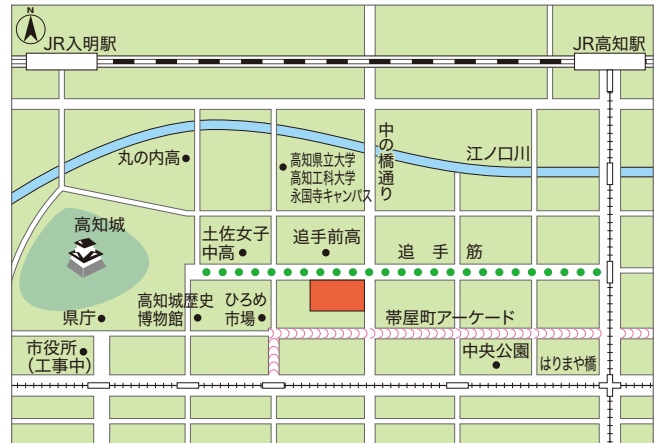 N
JR入明駅
JR高知駅
丸の内高
高知県立大学
高知工科大学
永国寺キャンパス
中の橋通り
江ノ口川
高知城
土佐女子
中高
追手前高
追手筋
県庁
高知城歴史
博物館
ひろめ
市場
帯屋町アーケード
市役所
(工事中)
中央公園
はりまや橋